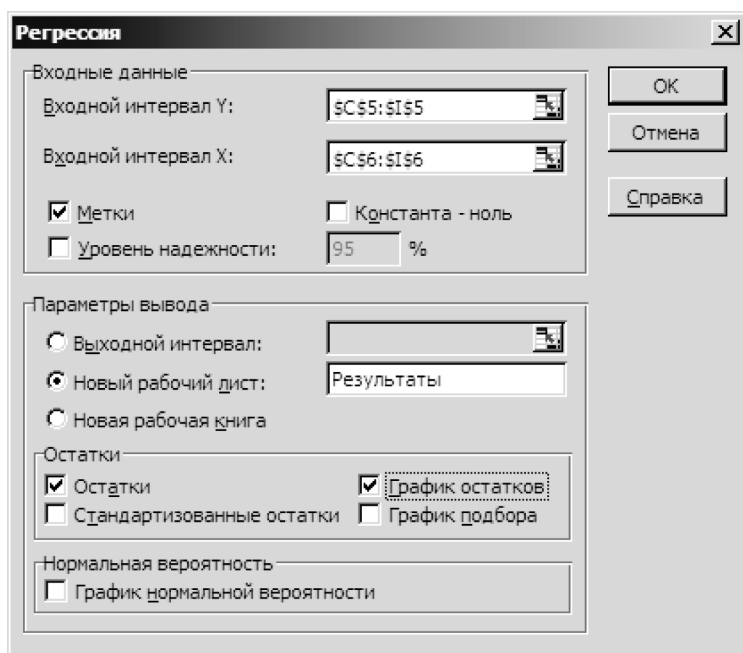 Регрессия
Входные данные
Входной интервал Y: $C$5:$I$5
Входной интервал X: $C$6:$I$6
Метки Константа - ноль
Уровень надежности: 95 %
OK
Отмена
Справка
Параметры вывода
Выходной интервал:
Новый рабочий лист: Результаты
Новая рабочая книга
Остатки
Остатки График остатков
Стандартизованные остатки График подбора
Нормальная вероятность
График нормальной вероятности